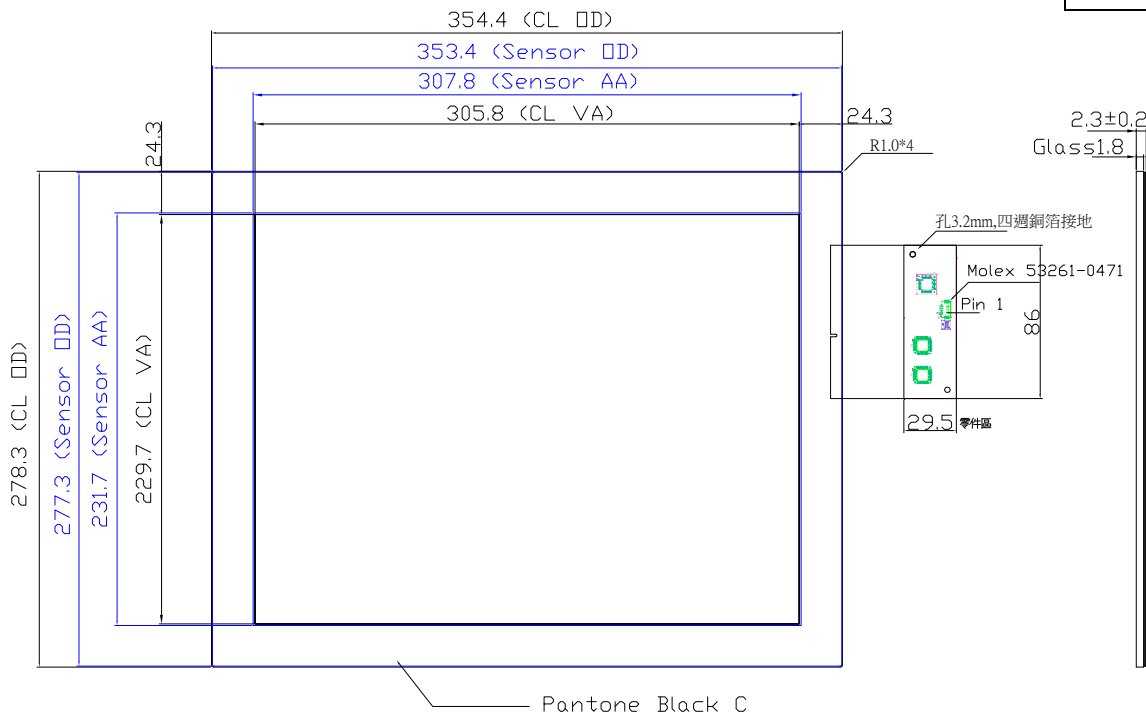 354.4 (CL OD)
353.4 (Sensor OD)
307.8 (Sensor AA)
305.8 (CL VA)
24.3
24.3
R1.0*4
2.3±0.2
Glass1.8
孔3.2mm,四週銅箔接地
Molex 53261-0471
Pin 1
86
29.5 零件區
278.3 (CL OD)
277.3 (Sensor OD)
231.7 (Sensor AA)
229.7 (CL VA)
Pantone Black C